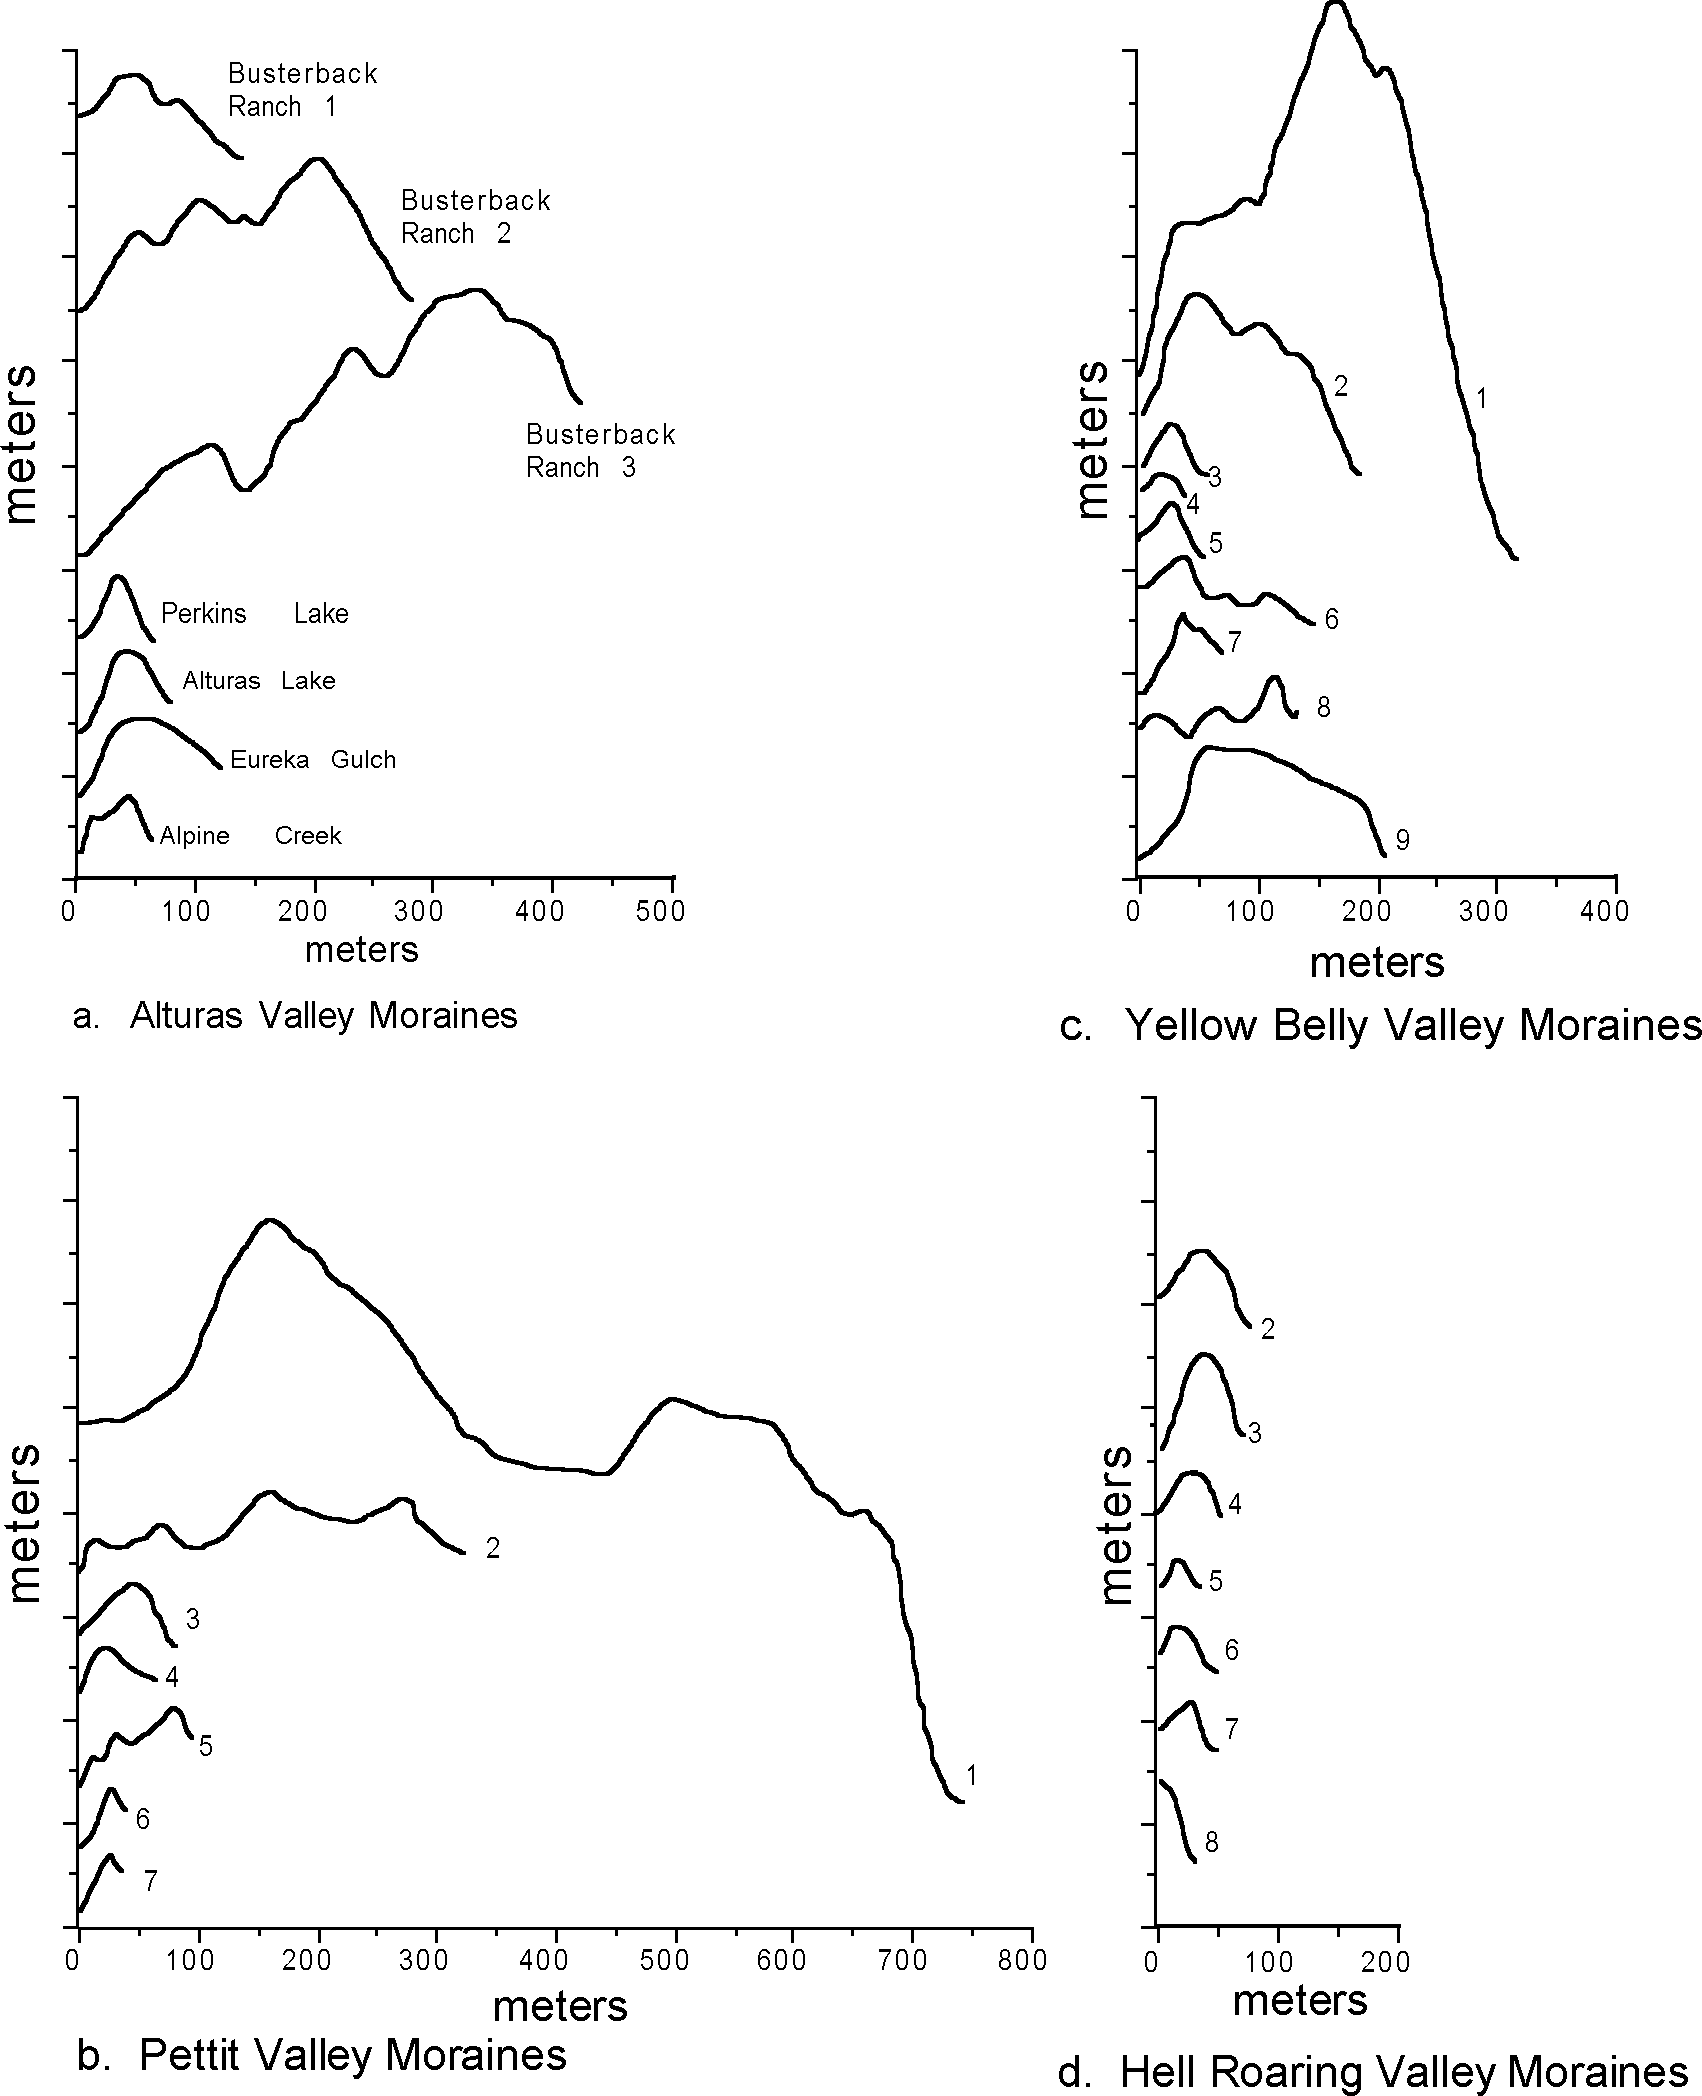 Busterback
Ranch 1
Busterback
Ranch 2
Busterback
Ranch 3
Perkins Lake
Alturas Lake
Eureka Gulch
Alpine Creek
meters
0 100 200 300 400 500
meters
a. Alturas Valley Moraines
1
2
3
4
5
6
7
8
9
meters
0 100 200 300 400
meters
c. Yellow Belly Valley Moraines
1
2
3
4
5
6
7
meters
0 100 200 300 400 500 600 700 800
meters
b. Pettit Valley Moraines
2
3
4
5
6
7
8
meters
0 100 200
meters
d. Hell Roaring Valley Moraines